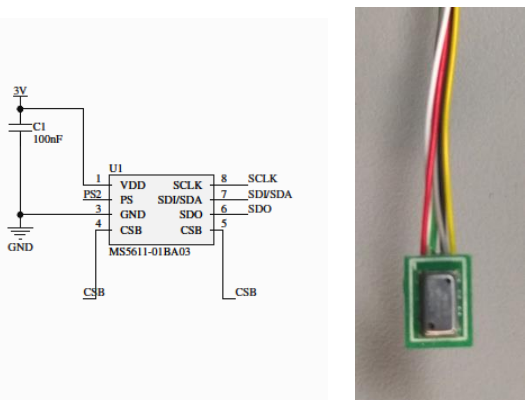 3V
C1
100nF
GND
U1
1 VDD SCLK 8 SCLK
PS2 PS SDI/SDA 7 SDI/SDA
3 GND SDO 6 SDO
4 CSB CSB 5
MS5611-01BA03
CSB CSB